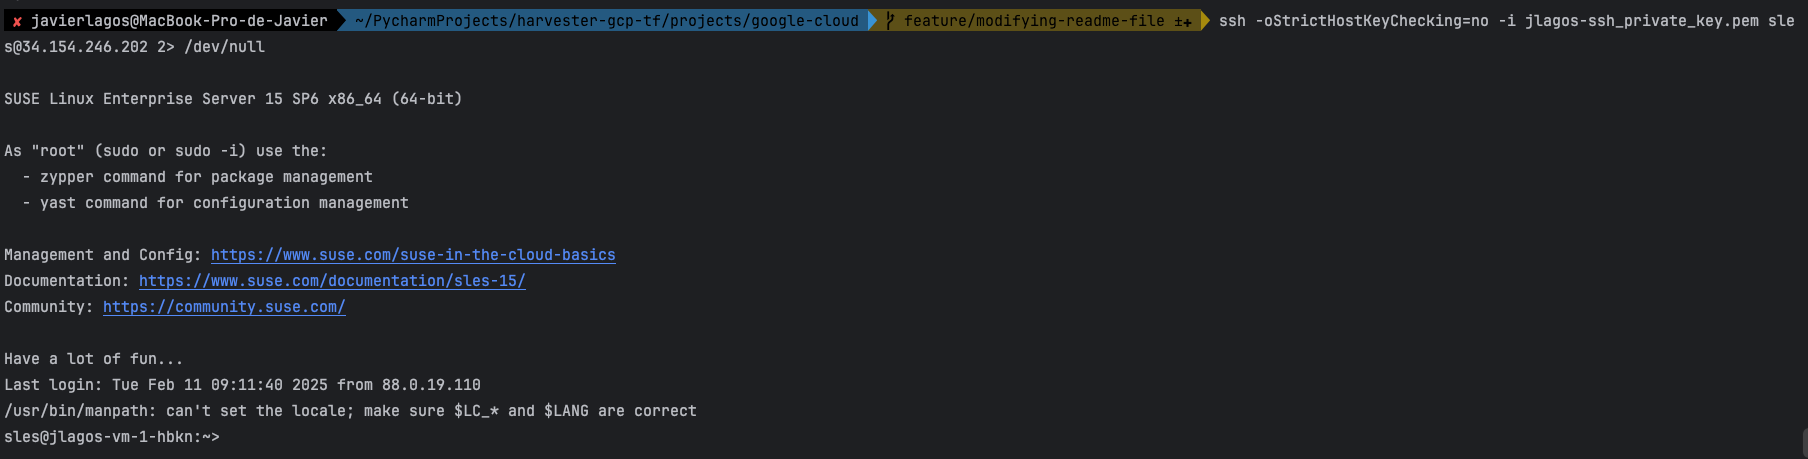 ✘ javierlagos@MacBook-Pro-de-Javier ~/PycharmProjects/harvester-gcp-tf/projects/google-cloud feature/modifying-readme-file ±✚ ssh -oStrictHostKeyChecking=no -i jlagos-ssh_private_key.pem sle
s@34.154.246.202 2> /dev/null
SUSE Linux Enterprise Server 15 SP6 x86_64 (64-bit)
As "root" (sudo or sudo -i) use the:
- zypper command for package management
- yast command for configuration management
Management and Config: https://www.suse.com/suse-in-the-cloud-basics
Documentation: https://www.suse.com/documentation/sles-15/
Community: https://community.suse.com/
Have a lot of fun...
Last login: Tue Feb 11 09:11:40 2025 from 88.0.19.110
/usr/bin/manpath: can't set the locale; make sure $LC_* and $LANG are correct
sles@jlagos-vm-1-hbkn:~>